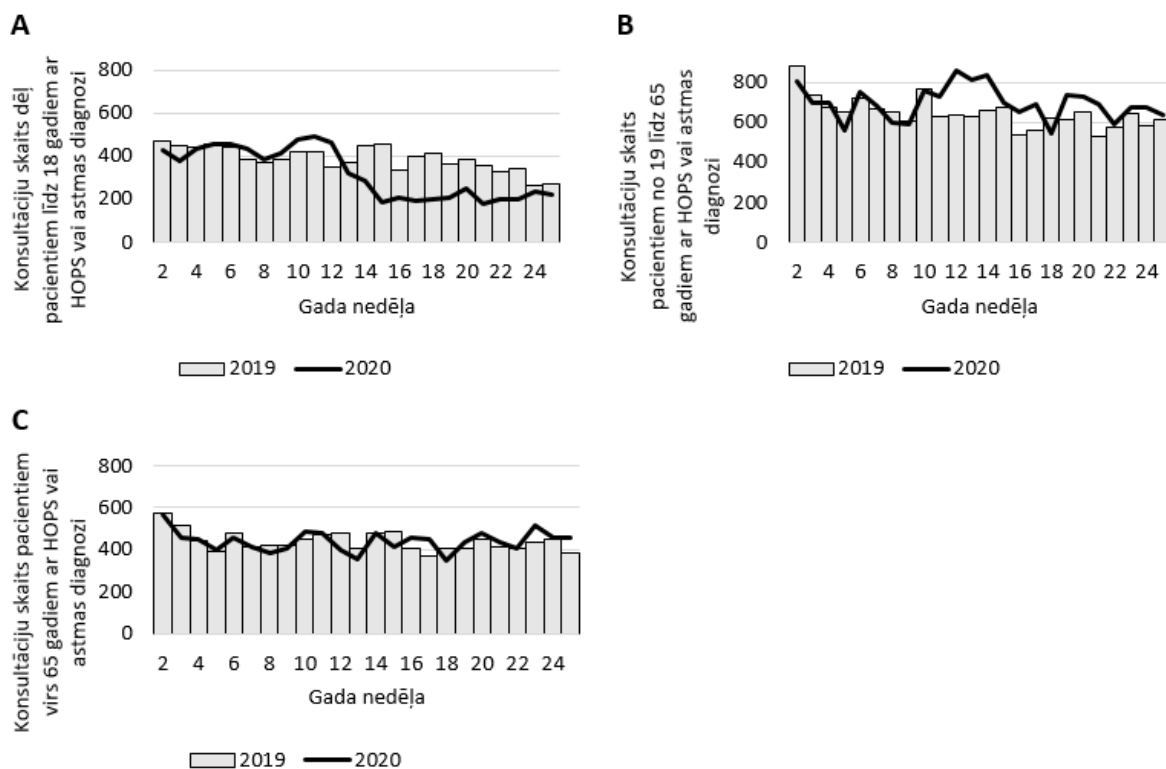 A
Konsultāciju skaits dēļ
pacientiem līdz 18 gadiem ar
HOPS vai astmas diagnozi
800
600
400
200
0
2 4 6 8 10 12 14 16 18 20 22 24
Gada nedēļa
2019 2020
B
Konsultāciju skaits
pacientiem no 19 līdz 65
gadiem ar HOPS vai astmas
diagnozi
800
600
400
200
0
2 4 6 8 10 12 14 16 18 20 22 24
Gada nedēļa
2019 2020
C
Konsultāciju skaits pacientiem
virs 65 gadiem ar HOPS vai
astmas diagnozi
800
600
400
200
0
2 4 6 8 10 12 14 16 18 20 22 24
Gada nedēļa
2019 2020